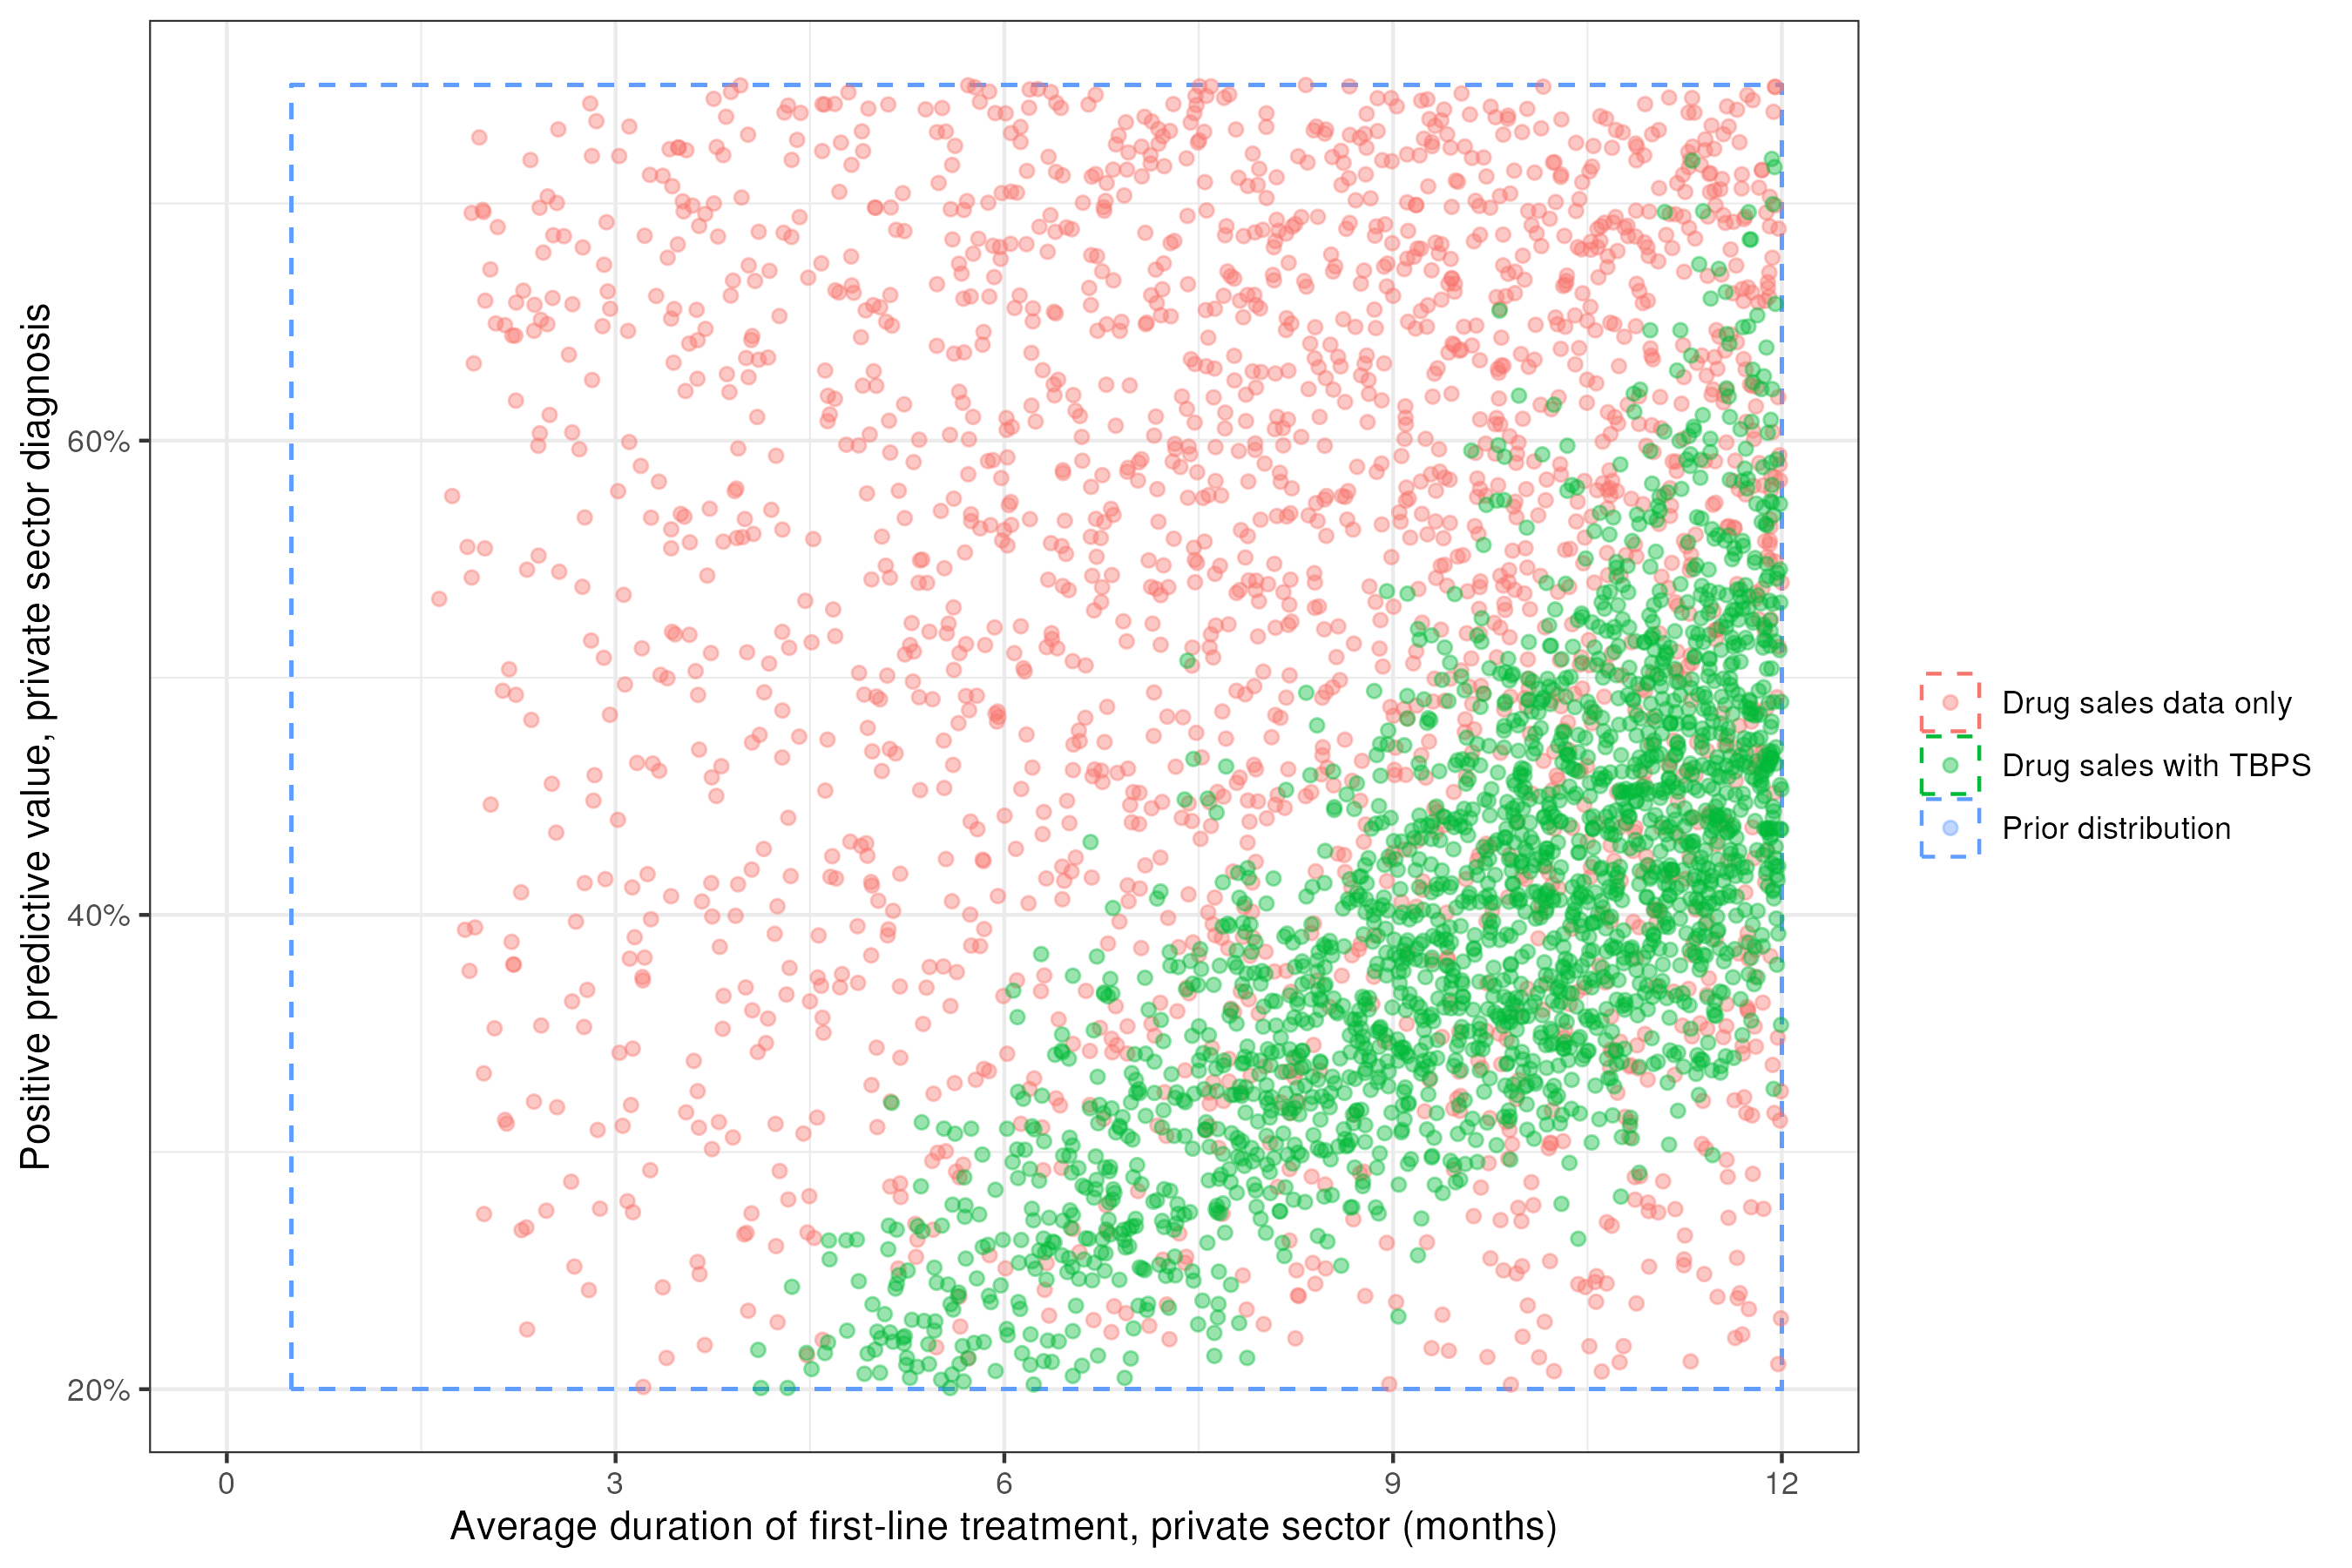 Positive predictive value, private sector diagnosis
60%
40%
20%
0
3
6
9
12
Average duration of first-line treatment, private sector (months)
Drug sales data only
Drug sales with TBPS
Prior distribution